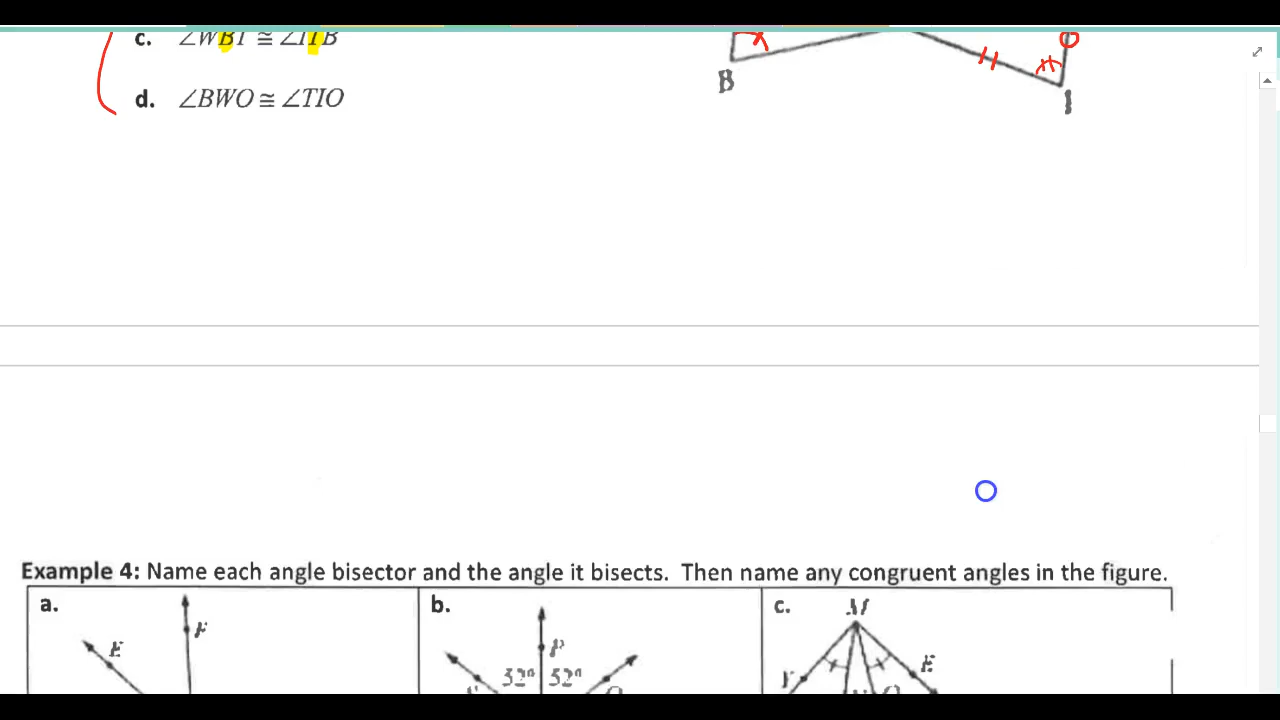 c. ∠WBT ≅ ∠ITB
B
I
d. ∠BWO ≅ ∠TIO
Example 4: Name each angle bisector and the angle it bisects. Then name any congruent angles in the figure.
a.
E
F
b.
P
52° 52°
c.
M
E